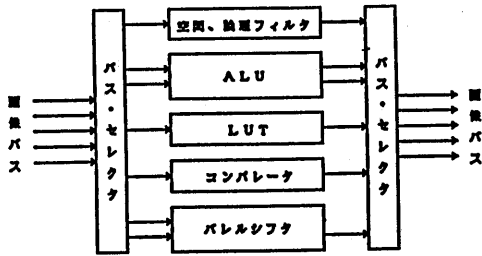 画像バス
バス・セレクタ
空間、論理フィルタ
ALU
LUT
コンパレータ
バレルシフタ
バス・セレクタ
画像バス